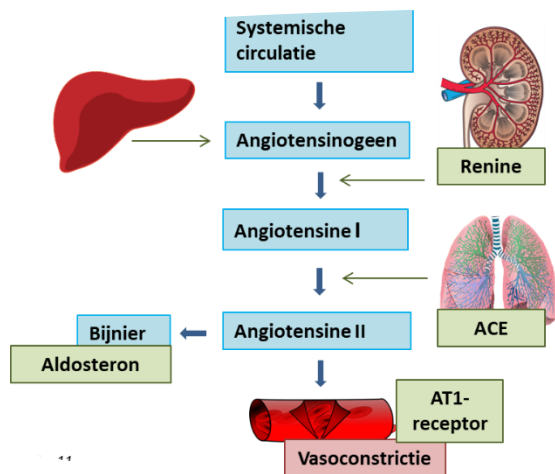 Systemische
circulatie
Angiotensinogeen
Renine
Angiotensine I
ACE
Angiotensine II
Bijnier
Aldosteron
AT1-
receptor
Vasoconstrictie